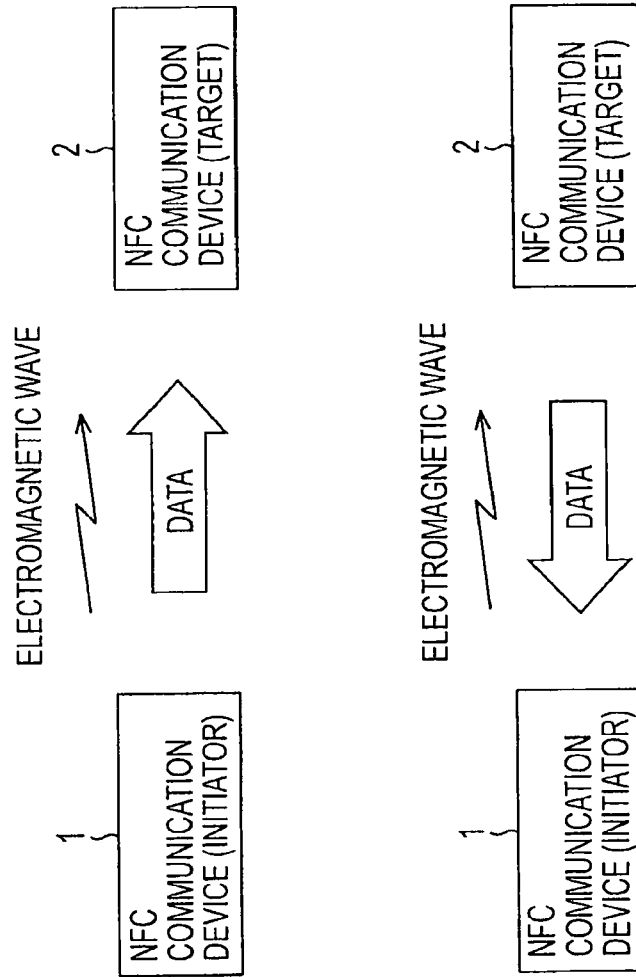 1
NFC
COMMUNICATION
DEVICE (INITIATOR)
ELECTROMAGNETIC WAVE
DATA
2
NFC
COMMUNICATION
DEVICE (TARGET)
1
NFC
COMMUNICATION
DEVICE (INITIATOR)
ELECTROMAGNETIC WAVE
DATA
2
NFC
COMMUNICATION
DEVICE (TARGET)